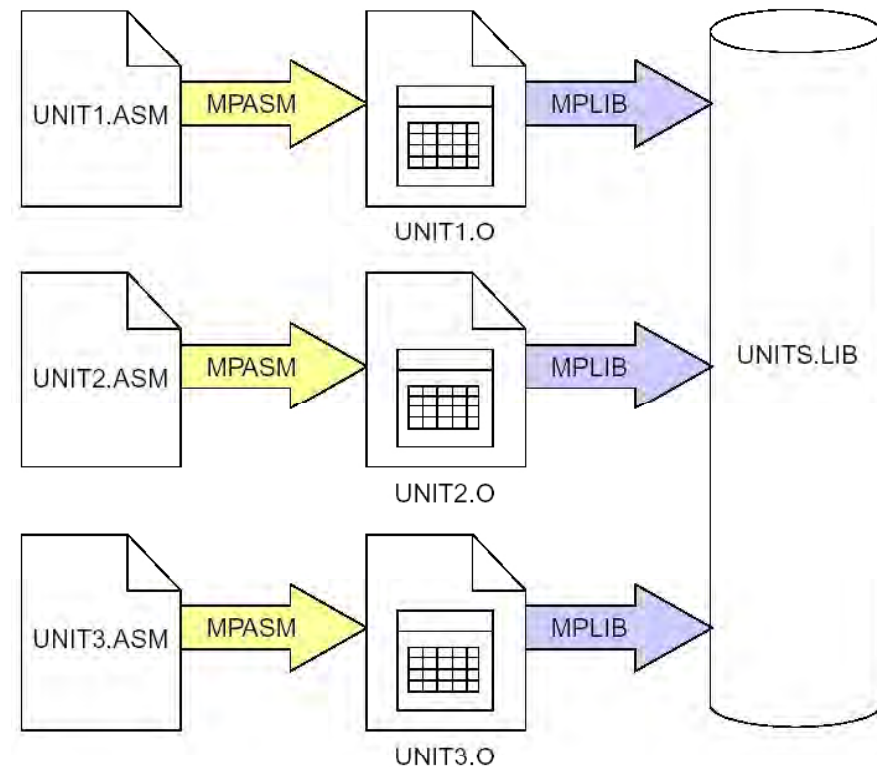 UNIT1.ASM
MPASM
MPLIB
UNIT1.O
UNIT2.ASM
MPASM
MPLIB
UNITS.LIB
UNIT2.O
UNIT3.ASM
MPASM
MPLIB
UNIT3.O